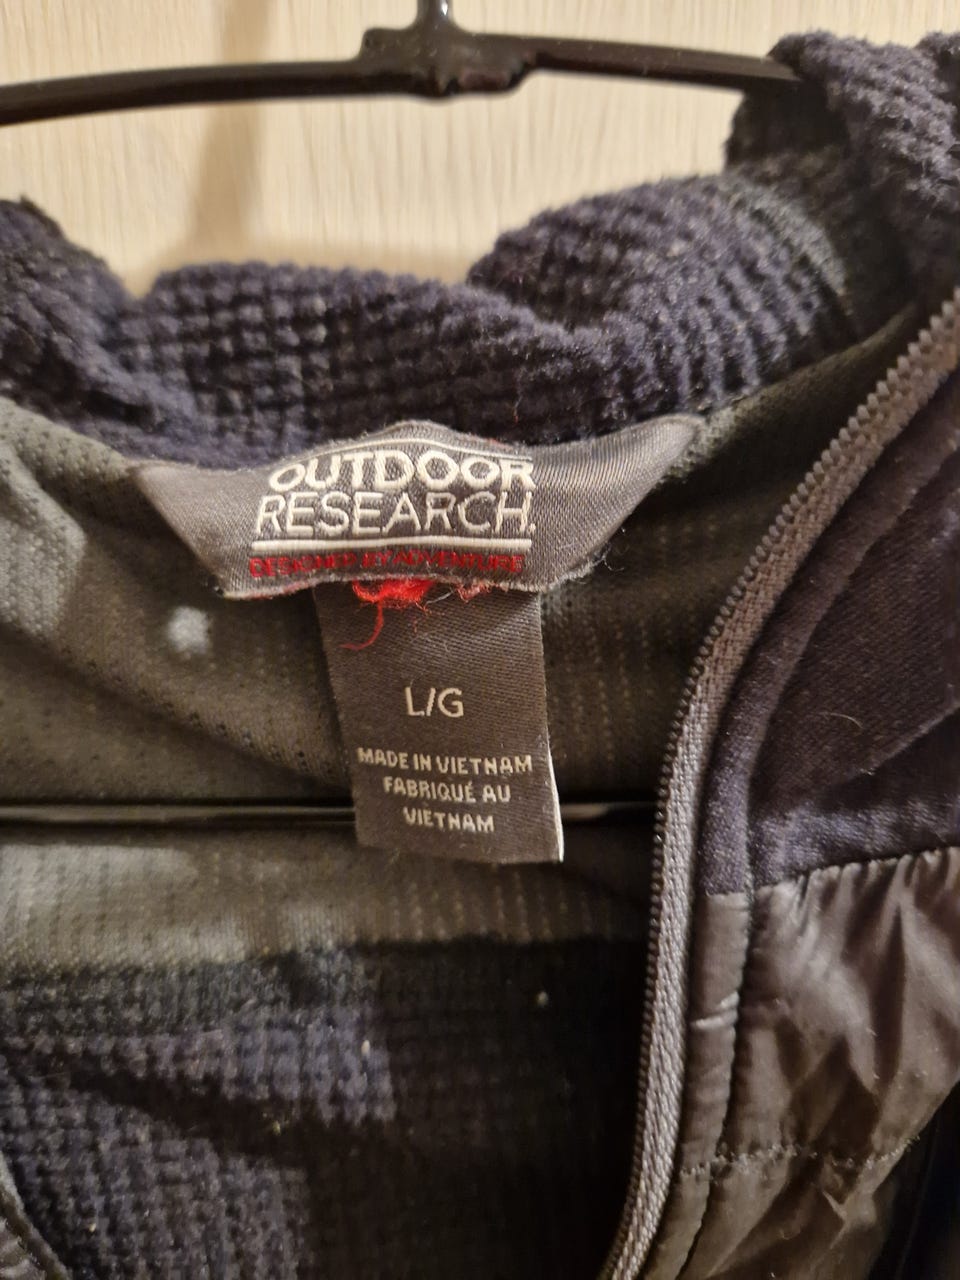 OUTDOOR
RESEARCH.
DESIGNED BY ADVENTURE
L/G
MADE IN VIETNAM
FABRIQUÉ AU
VIETNAM